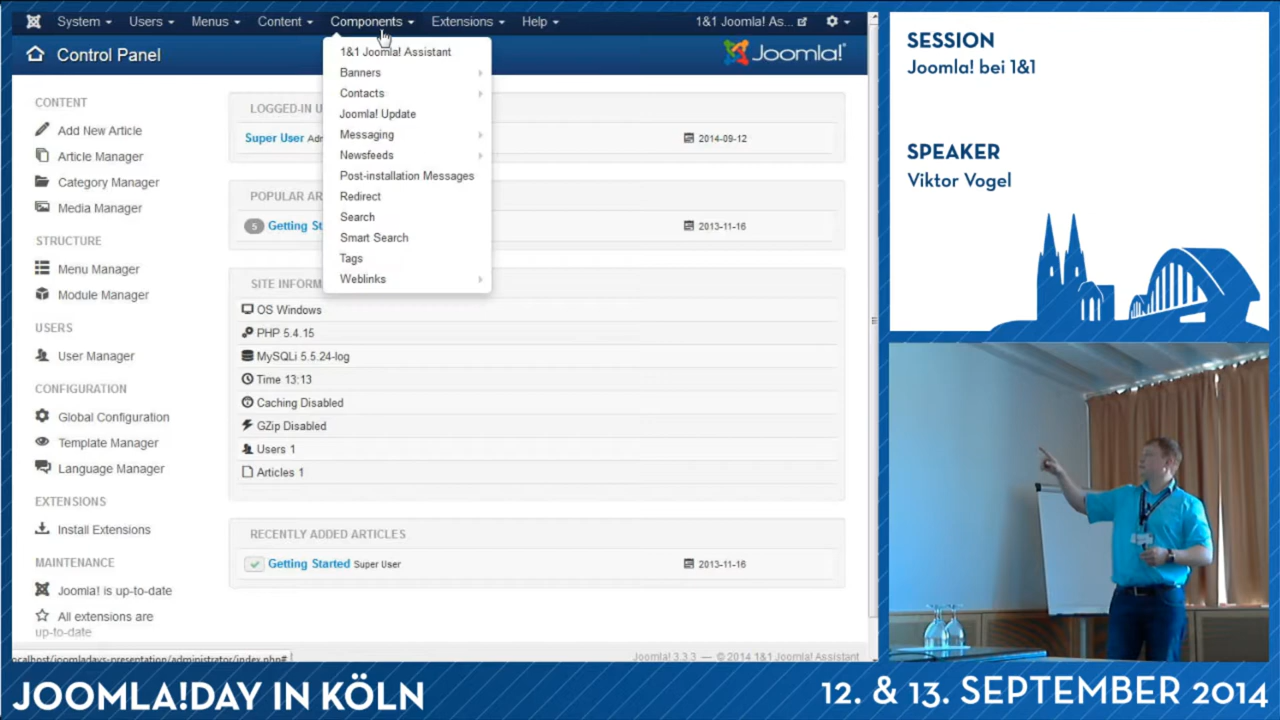 System Users Menus Content Components Extensions Help 1&1 Joomla! As...
Control Panel
Joomla!®
CONTENT
Add New Article
Article Manager
Category Manager
Media Manager
STRUCTURE
Menu Manager
Module Manager
USERS
User Manager
CONFIGURATION
Global Configuration
Template Manager
Language Manager
EXTENSIONS
Install Extensions
MAINTENANCE
Joomla! is up-to-date
All extensions are
up-to-date
1&1 Joomla! Assistant
Banners
Contacts
Joomla! Update
Messaging
Newsfeeds
Post-installation Messages
Redirect
Search
Smart Search
Tags
Weblinks
LOGGED-IN U
Super User Adm 2014-09-12
POPULAR AR
5 Getting St 2013-11-16
SITE INFORM
OS Windows
PHP 5.4.15
MySQLi 5.5.24-log
Time 13:13
Caching Disabled
GZip Disabled
Users 1
Articles 1
RECENTLY ADDED ARTICLES
Getting Started Super User 2013-11-16
localhost/joomladays-presentation/administrator/index.php#
Joomla! 3.3.3 — © 2014 1&1 Joomla! Assistant
SESSION
Joomla! bei 1&1
SPEAKER
Viktor Vogel
JOOMLA!DAY IN KÖLN
12. & 13. SEPTEMBER 2014